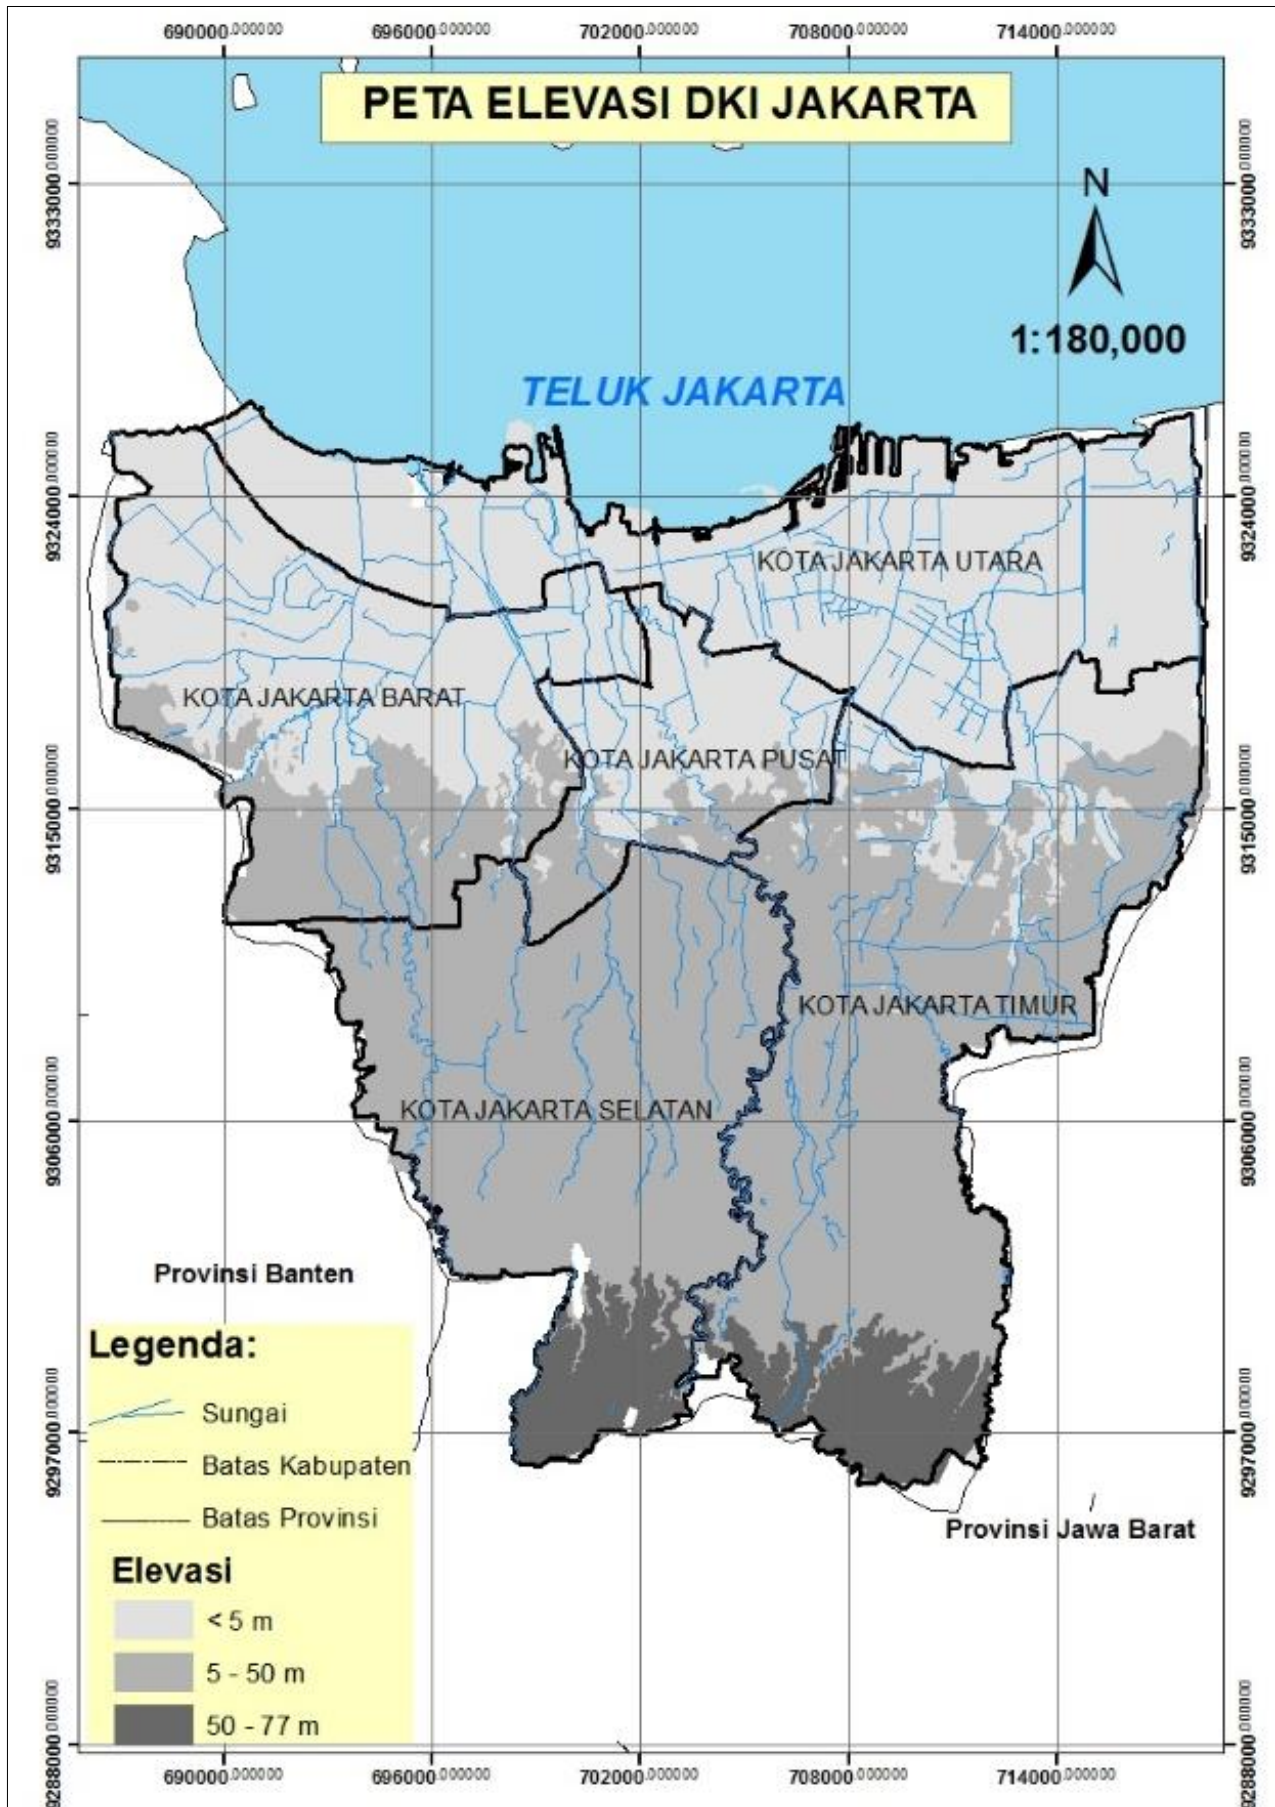 690000.000000 696000.000000 702000.000000 708000.000000 714000.000000
PETA ELEVASI DKI JAKARTA
9333000.000000
9333000.000000
N
1:180,000
TELUK JAKARTA
9324000.000000
9324000.000000
KOTA JAKARTA UTARA
KOTA JAKARTA BARAT
KOTA JAKARTA PUSAT
9315000.000000
9315000.000000
KOTA JAKARTA TIMUR
KOTA JAKARTA SELATAN
9306000.000000
9306000.000000
Provinsi Banten
Legenda:
Sungai
Batas Kabupaten
Batas Provinsi
9297000.000000
9297000.000000
Provinsi Jawa Barat
Elevasi
< 5 m
5 - 50 m
50 - 77 m
9288000.000000
9288000.000000
690000.000000 696000.000000 702000.000000 708000.000000 714000.000000